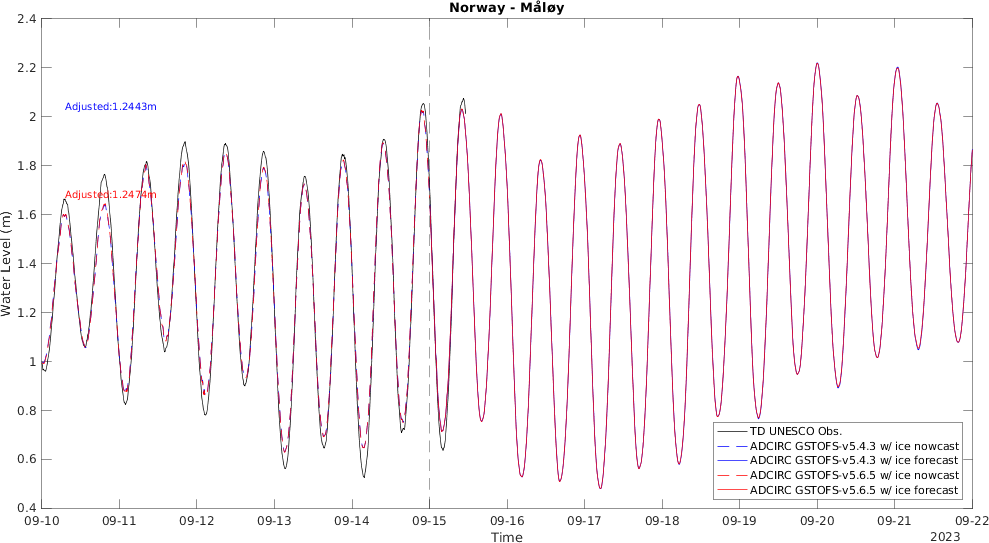 Norway - Måløy
2.4
2.2
2
1.8
1.6
1.4
1.2
1
0.8
0.6
0.4
Water Level (m)
Adjusted:1.2443m
Adjusted:1.2474m
TD UNESCO Obs.
ADCIRC GSTOFS-v5.4.3 w/ ice nowcast
ADCIRC GSTOFS-v5.4.3 w/ ice forecast
ADCIRC GSTOFS-v5.6.5 w/ ice nowcast
ADCIRC GSTOFS-v5.6.5 w/ ice forecast
09-10 09-11 09-12 09-13 09-14 09-15 09-16 09-17 09-18 09-19 09-20 09-21 09-22
Time
2023